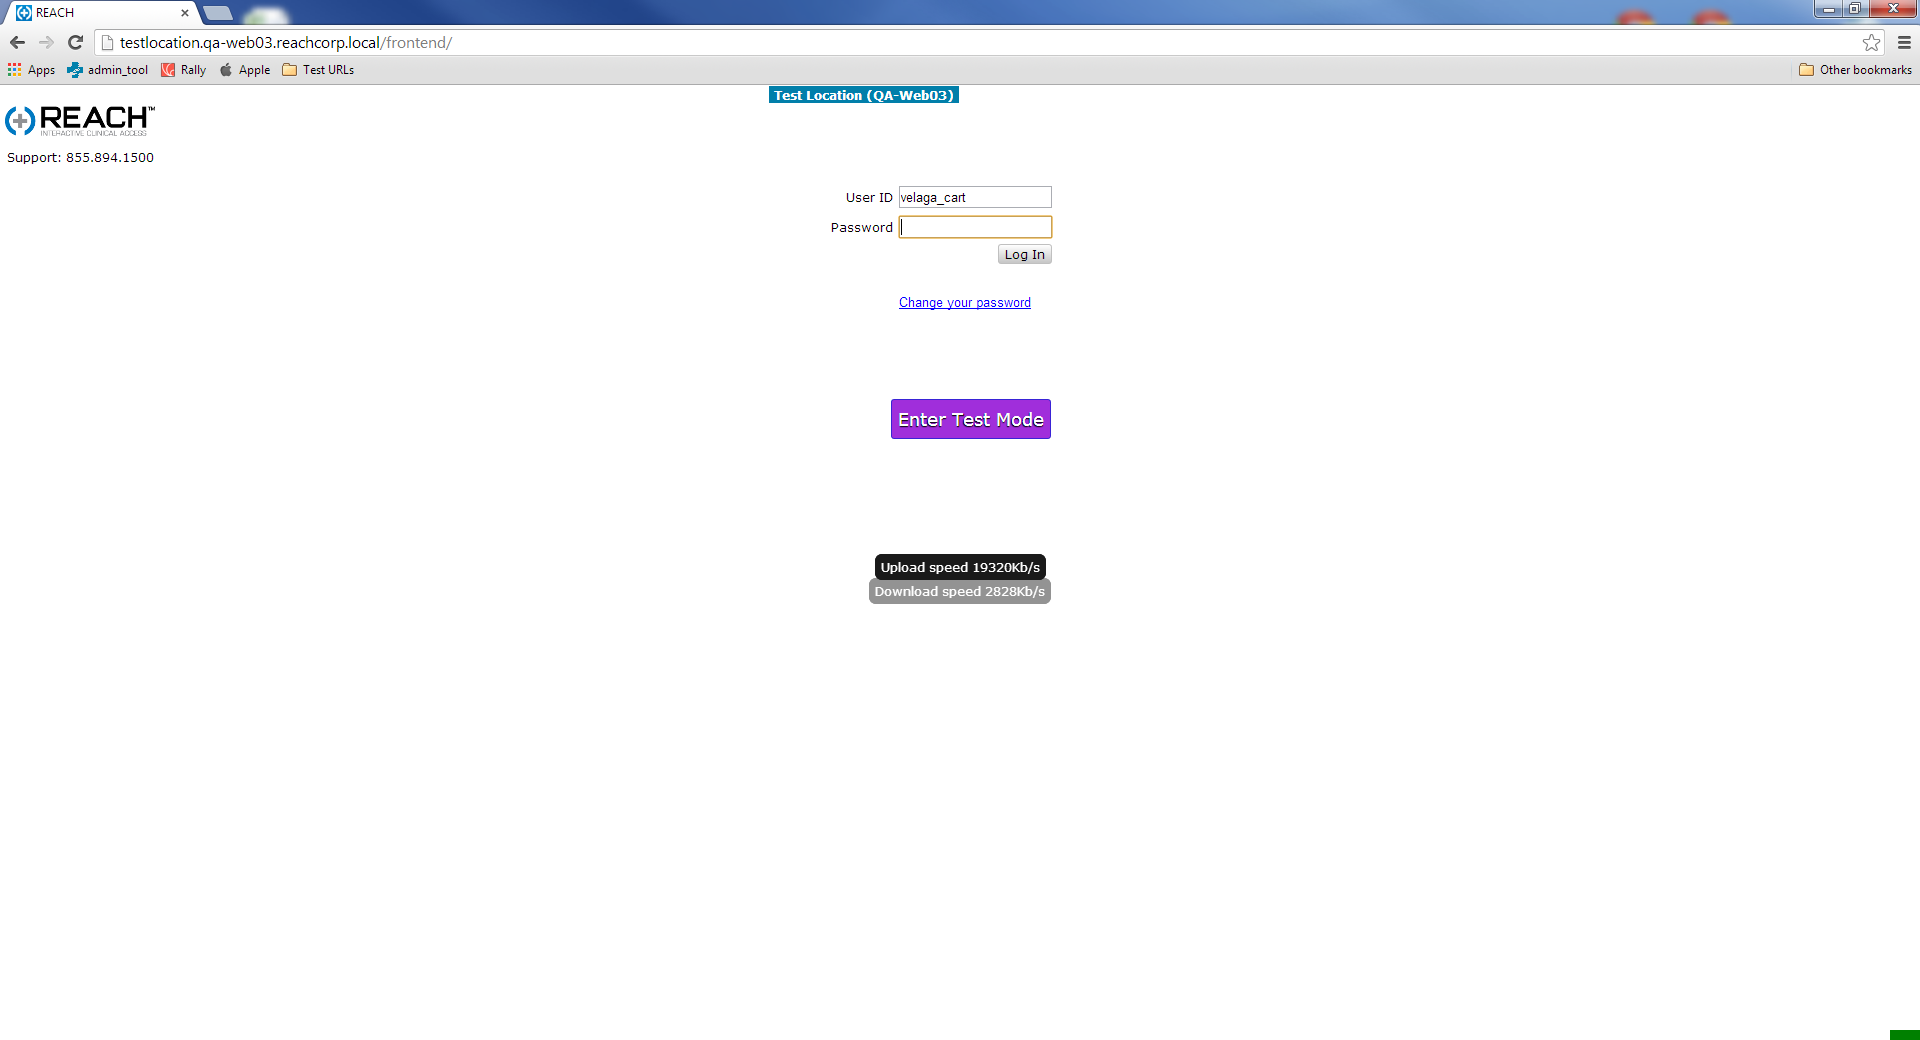 REACH
testlocation.qa-web03.reachcorp.local/frontend/
Apps admin_tool Rally Apple Test URLs Other bookmarks
Test Location (QA-Web03)
REACH™
INTERACTIVE CLINICAL ACCESS
Support: 855.894.1500
User ID velaga_cart
Password
Log In
Change your password
Enter Test Mode
Upload speed 19320Kb/s
Download speed 2828Kb/s